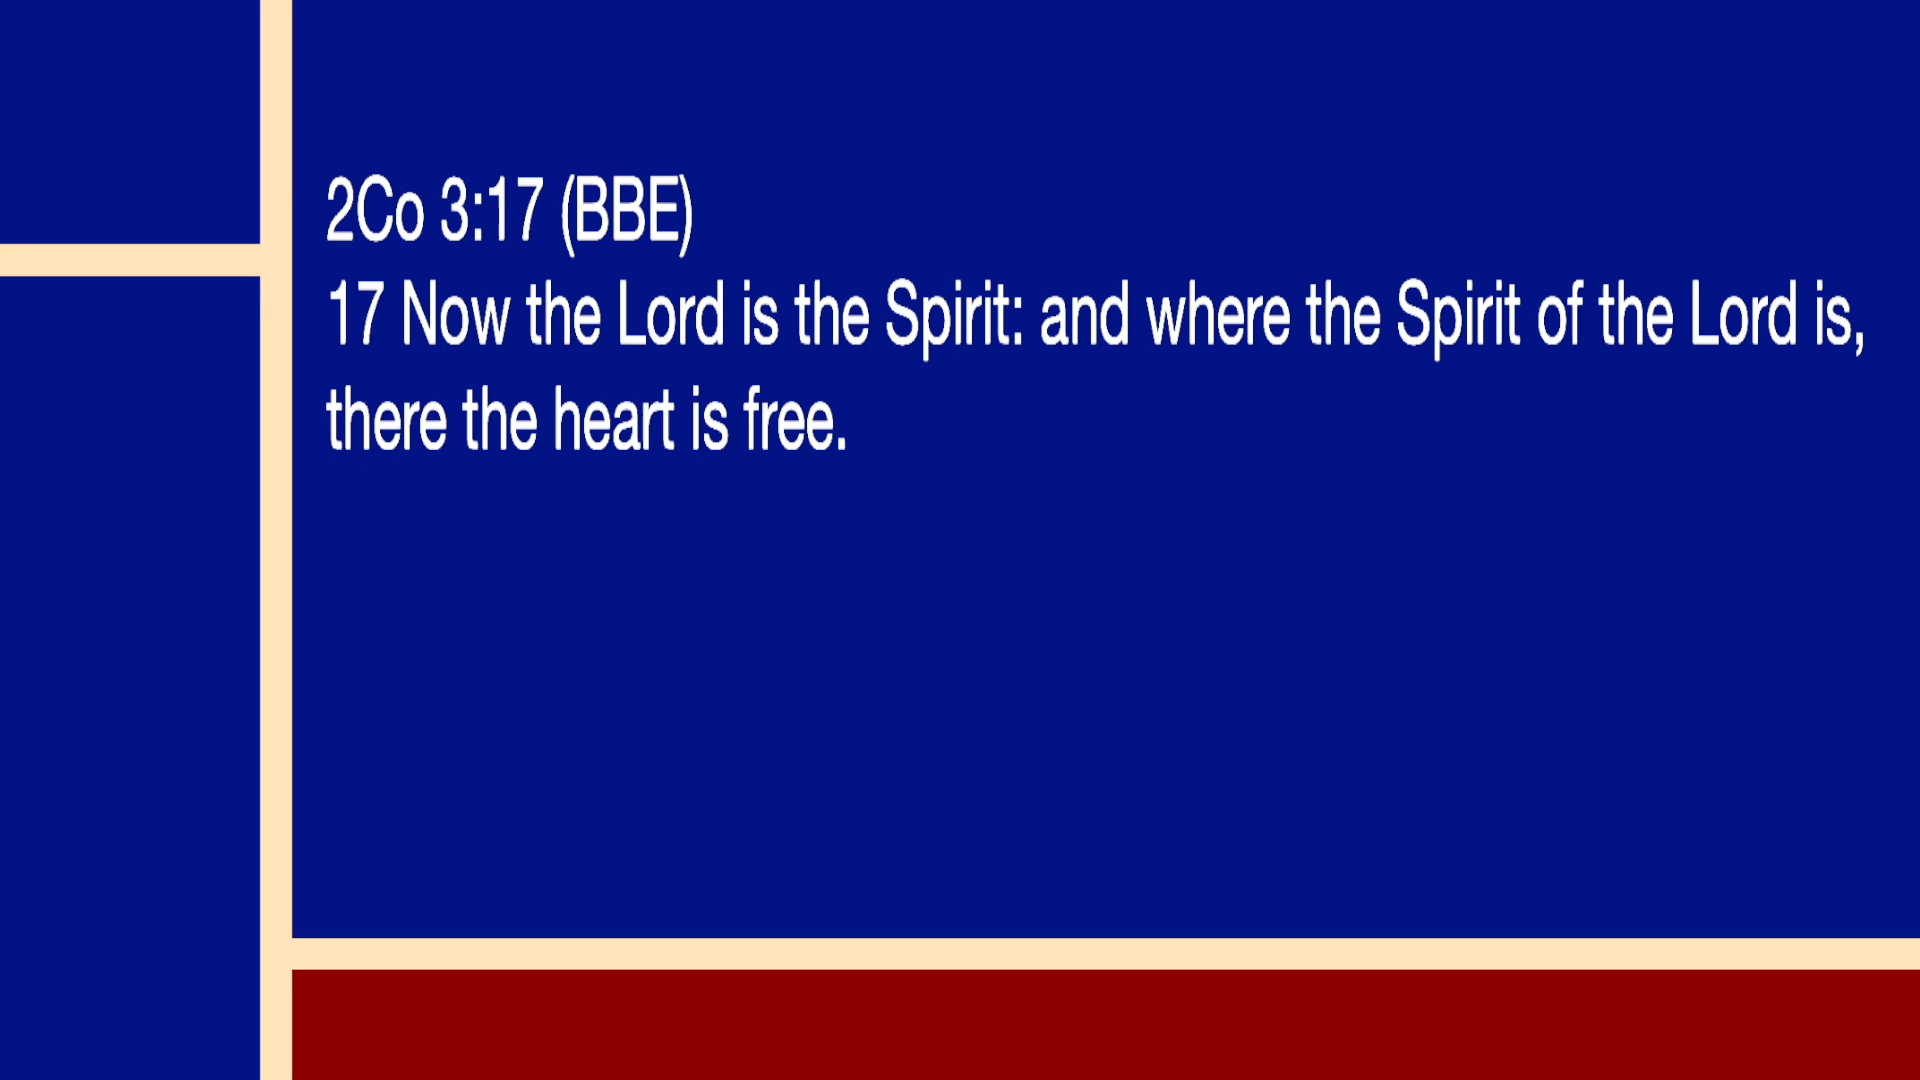 2Co 3:17 (BBE)
17 Now the Lord is the Spirit: and where the Spirit of the Lord is,
there the heart is free.